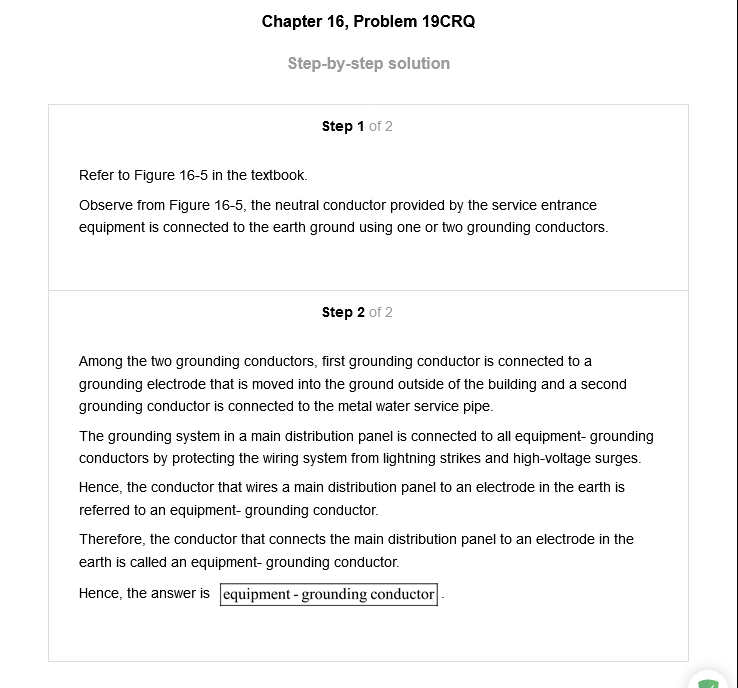 Chapter 16, Problem 19CRQ
Step-by-step solution
Step 1 of 2
Refer to Figure 16-5 in the textbook.
Observe from Figure 16-5, the neutral conductor provided by the service entrance
equipment is connected to the earth ground using one or two grounding conductors.
Step 2 of 2
Among the two grounding conductors, first grounding conductor is connected to a
grounding electrode that is moved into the ground outside of the building and a second
grounding conductor is connected to the metal water service pipe.
The grounding system in a main distribution panel is connected to all equipment- grounding
conductors by protecting the wiring system from lightning strikes and high-voltage surges.
Hence, the conductor that wires a main distribution panel to an electrode in the earth is
referred to an equipment- grounding conductor.
Therefore, the conductor that connects the main distribution panel to an electrode in the
earth is called an equipment- grounding conductor.
Hence, the answer is equipment - grounding conductor.